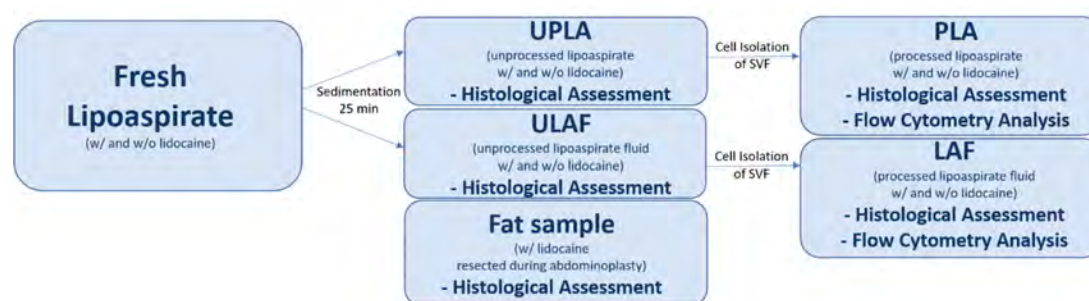 Fresh
Lipoaspirate
(w/ and w/o lidocaine)
Sedimentation
25 min
UPLA
(unprocessed lipoaspirate
w/ and w/o lidocaine)
- Histological Assessment
ULAF
(unprocessed lipoaspirate fluid
w/ and w/o lidocaine)
- Histological Assessment
Fat sample
(w/ lidocaine
resected during abdominoplasty)
- Histological Assessment
Cell Isolation
of SVF
Cell Isolation
of SVF
PLA
(processed lipoaspirate
w/ and w/o lidocaine)
- Histological Assessment
- Flow Cytometry Analysis
LAF
(processed lipoaspirate fluid
w/ and w/o lidocaine)
- Histological Assessment
- Flow Cytometry Analysis